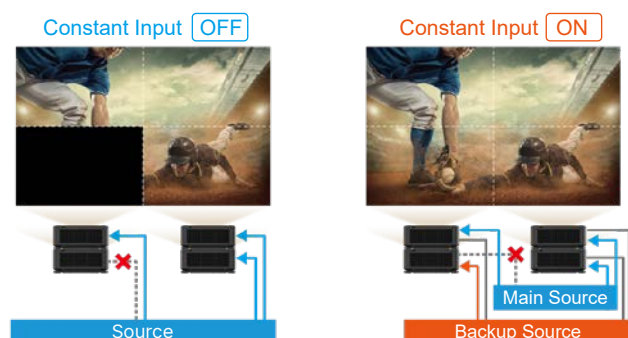 Constant Input OFF
Constant Input ON
Main Source
Source
Backup Source